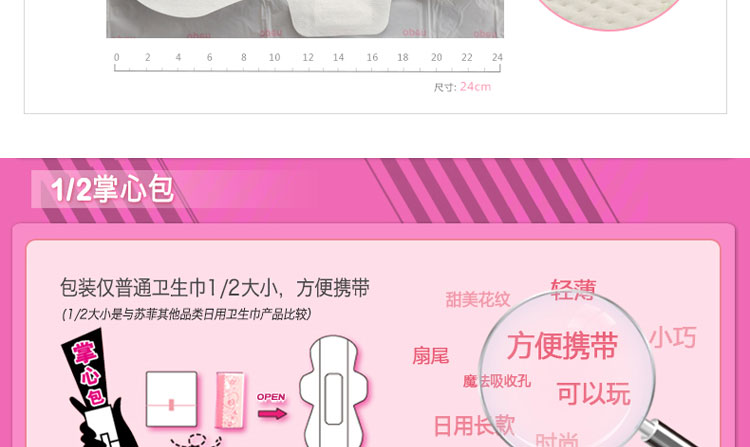 0 2 4 6 8 10 12 14 16 18 20 22 24
尺寸: 24cm
1/2掌心包
包装仅普通卫生巾1/2大小，方便携带
(1/2大小是与苏菲其他品类日用卫生巾产品比较)
掌心包
OPEN
轻薄
甜美花纹
小巧
方便携带
扇尾
魔法吸收孔
可以玩
日用长款
时尚